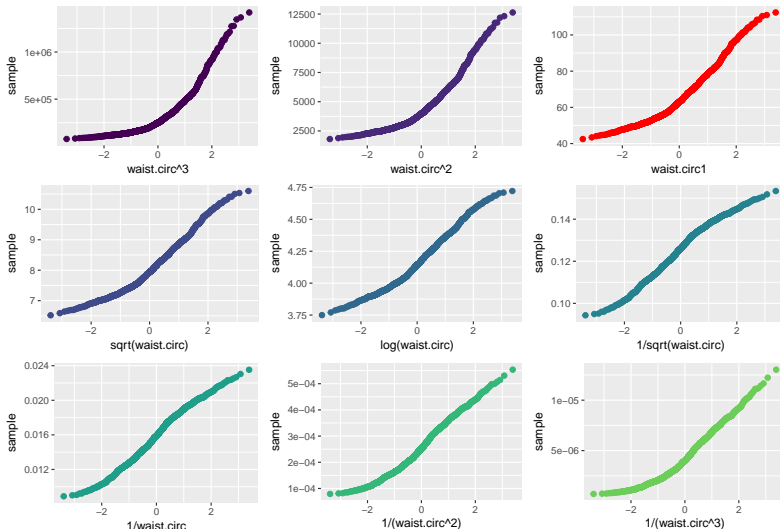 sample
1e+06
5e+05
−2
0
2
waist.circ^3
sample
12500
10000
7500
5000
2500
−2
0
2
waist.circ^2
sample
100
80
60
40
−2
0
2
waist.circ1
sample
10
9
8
7
−2
0
2
sqrt(waist.circ)
sample
4.75
4.50
4.25
4.00
3.75
−2
0
2
log(waist.circ)
sample
0.14
0.12
0.10
−2
0
2
1/sqrt(waist.circ)
sample
0.024
0.020
0.016
0.012
−2
0
2
1/waist.circ
sample
5e−04
4e−04
3e−04
2e−04
1e−04
−2
0
2
1/(waist.circ^2)
sample
1e−05
5e−06
−2
0
2
1/(waist.circ^3)